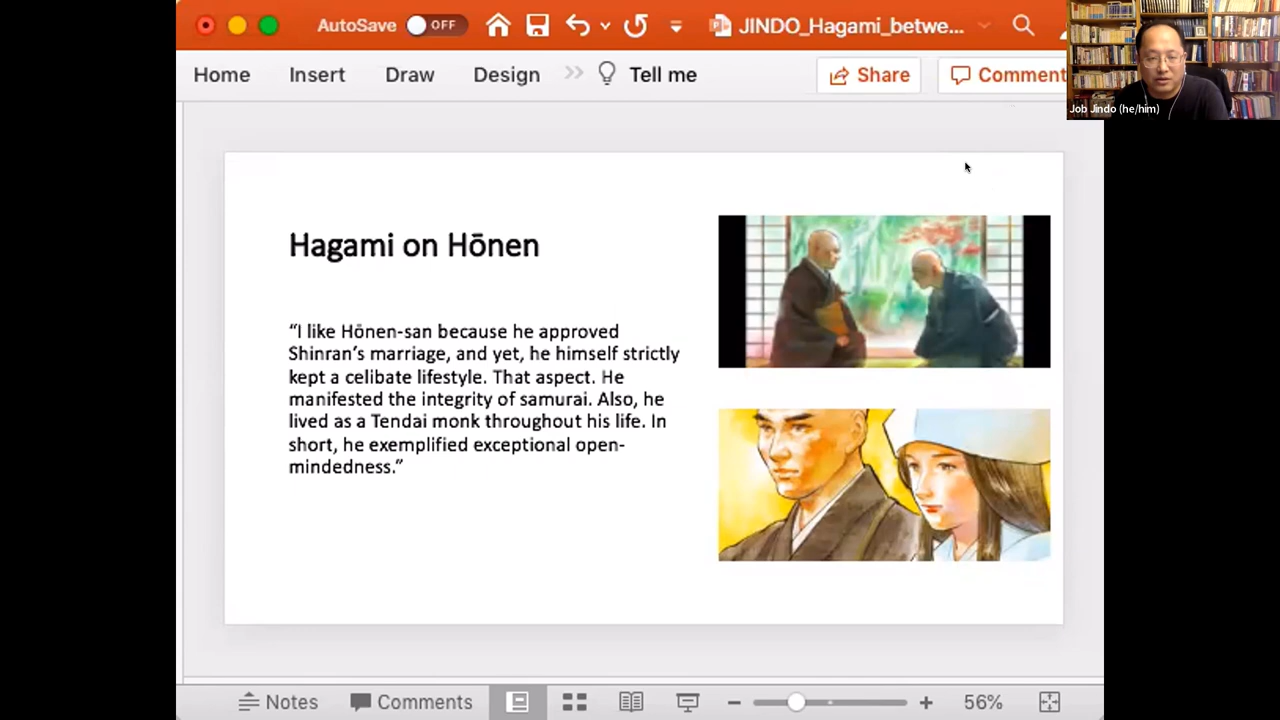 AutoSave OFF JINDO_Hagami_betwe...
Home Insert Draw Design Tell me Share Comment
Job Jindo (he/him)
Hagami on Hōnen
“I like Hōnen-san because he approved
Shinran’s marriage, and yet, he himself strictly
kept a celibate lifestyle. That aspect. He
manifested the integrity of samurai. Also, he
lived as a Tendai monk throughout his life. In
short, he exemplified exceptional open-
mindedness.”
Notes Comments 56%